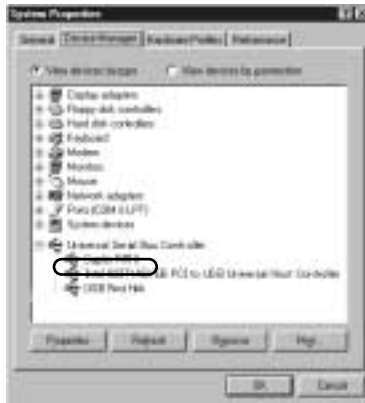 System Properties
General Device Manager Hardware Profiles Performance
View devices by type View devices by connection
Display adapters
Floppy disk controllers
Hard disk controllers
Keyboard
Modem
Monitors
Mouse
Network adapters
Ports (COM & LPT)
System devices
Universal Serial Bus Controller
PCI to USB Universal Host Controller
USB Root Hub
Properties Refresh Remove Print...
OK Cancel